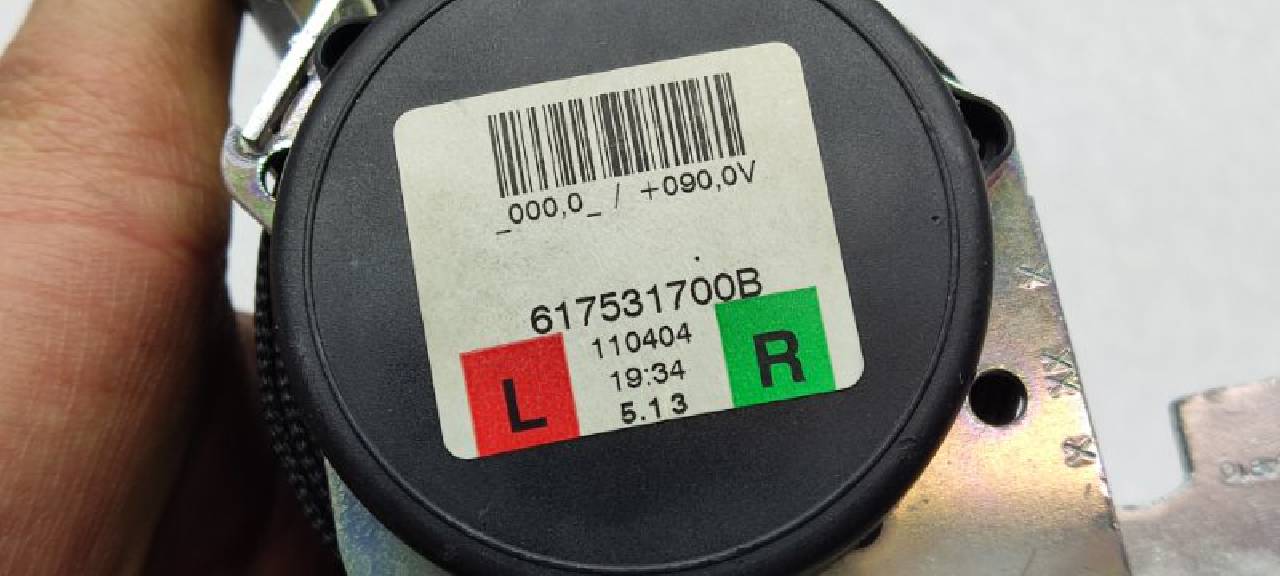 _000,0_ / +090,0V
617531700B
110404
19:34
5.13
L
R